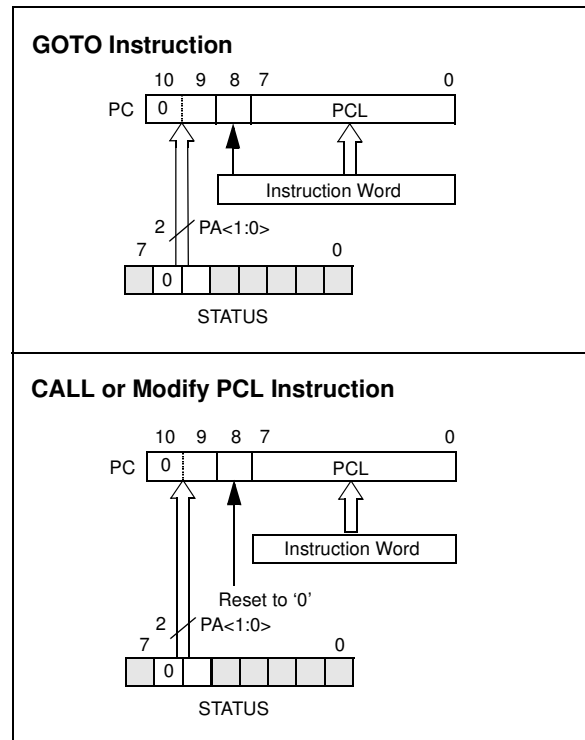 GOTO Instruction
10 9 8 7 0
PC 0 PCL
Instruction Word
2 PA<1:0>
7 0
0
STATUS
CALL or Modify PCL Instruction
10 9 8 7 0
PC 0 PCL
Instruction Word
Reset to ‘0’
2 PA<1:0>
7 0
0
STATUS